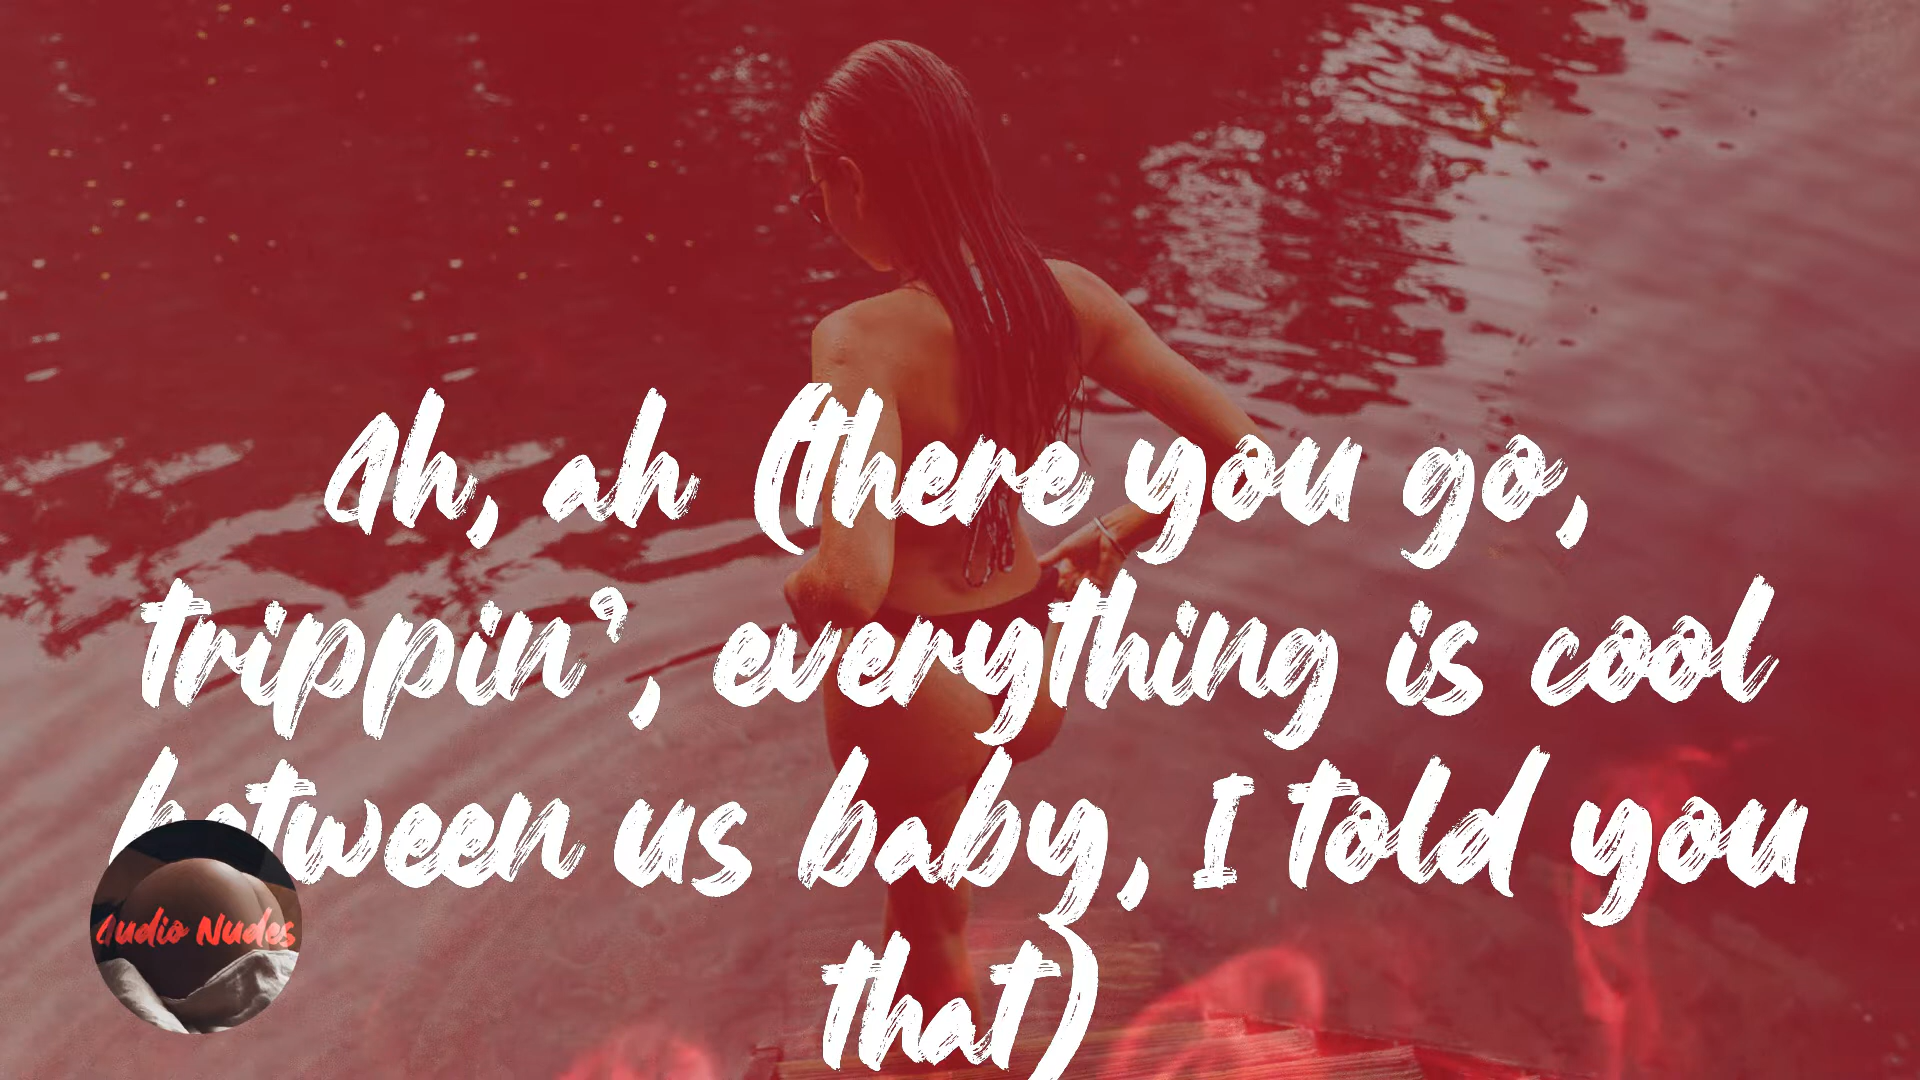 Ah, ah (there you go,
trippin', everything is cool
between us baby, I told you
that)
Audio Nudes